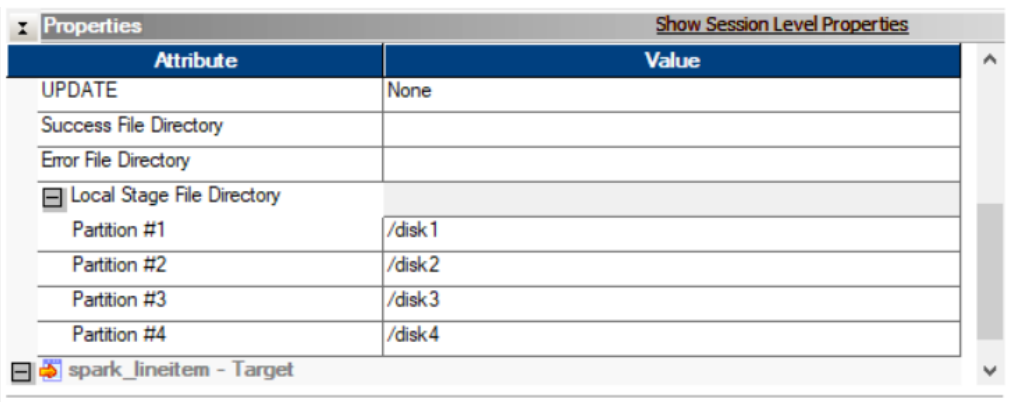 Properties Show Session Level Properties
Attribute Value
UPDATE None
Success File Directory
Error File Directory
Local Stage File Directory
Partition #1 /disk1
Partition #2 /disk2
Partition #3 /disk3
Partition #4 /disk4
spark_lineitem - Target